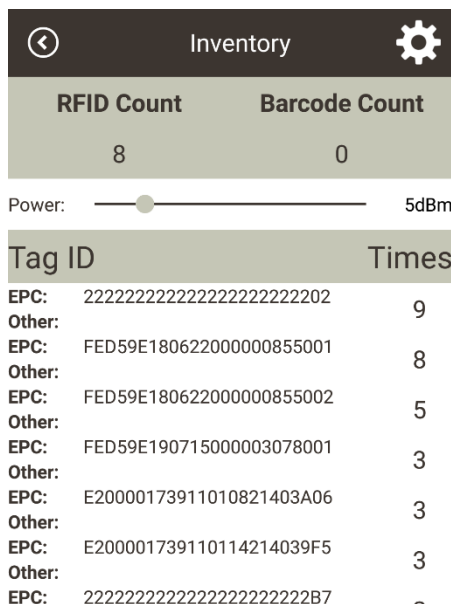 Inventory
RFID Count Barcode Count
8 0
Power: 5dBm
Tag ID Times
EPC: 222222222222222222222202 9
Other:
EPC: FED59E180622000000855001 8
Other:
EPC: FED59E180622000000855002 5
Other:
EPC: FED59E190715000003078001 3
Other:
EPC: E20000173911010821403A06 3
Other:
EPC: E200001739110114214039F5 3
Other:
EPC: 2222222222222222222222B7